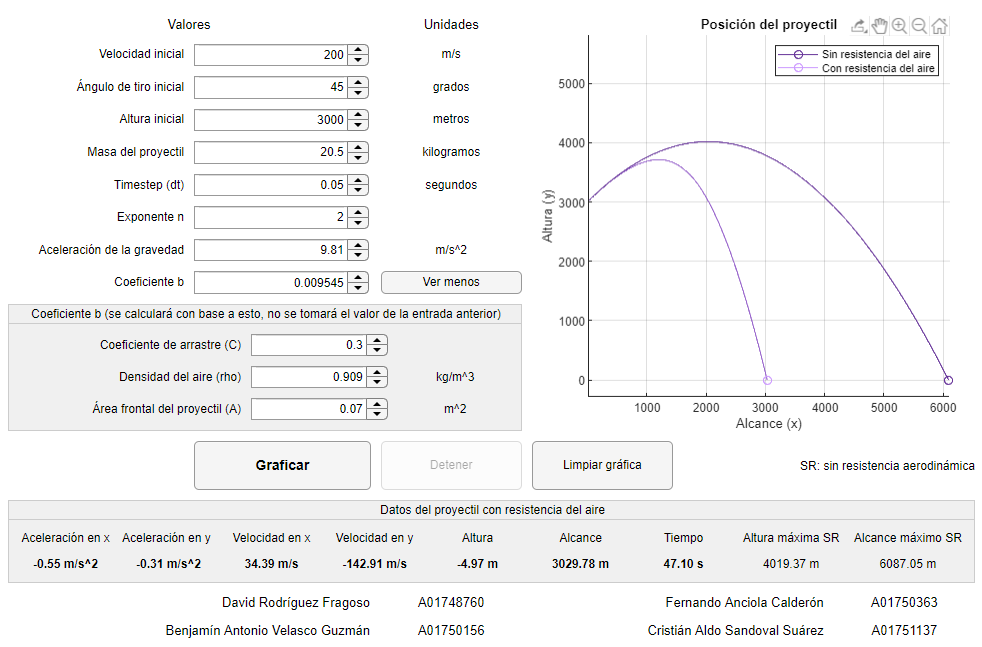 Valores Unidades
Velocidad inicial 200 m/s
Ángulo de tiro inicial 45 grados
Altura inicial 3000 metros
Masa del proyectil 20.5 kilogramos
Timestep (dt) 0.05 segundos
Exponente n 2
Aceleración de la gravedad 9.81 m/s^2
Coeficiente b 0.009545 Ver menos
Coeficiente b (se calculará con base a esto, no se tomará el valor de la entrada anterior)
Coeficiente de arrastre (C) 0.3
Densidad del aire (rho) 0.909 kg/m^3
Área frontal del proyectil (A) 0.07 m^2
Posición del proyectil
Sin resistencia del aire
Con resistencia del aire
Altura (y)
5000
4000
3000
2000
1000
0
1000 2000 3000 4000 5000 6000
Alcance (x)
Graficar Detener Limpiar gráfica SR: sin resistencia aerodinámica
Datos del proyectil con resistencia del aire
Aceleración en x Aceleración en y Velocidad en x Velocidad en y Altura Alcance Tiempo Altura máxima SR Alcance máximo SR
-0.55 m/s^2 -0.31 m/s^2 34.39 m/s -142.91 m/s -4.97 m 3029.78 m 47.10 s 4019.37 m 6087.05 m
David Rodríguez Fragoso A01748760 Fernando Anciola Calderón A01750363
Benjamín Antonio Velasco Guzmán A01750156 Cristián Aldo Sandoval Suárez A01751137